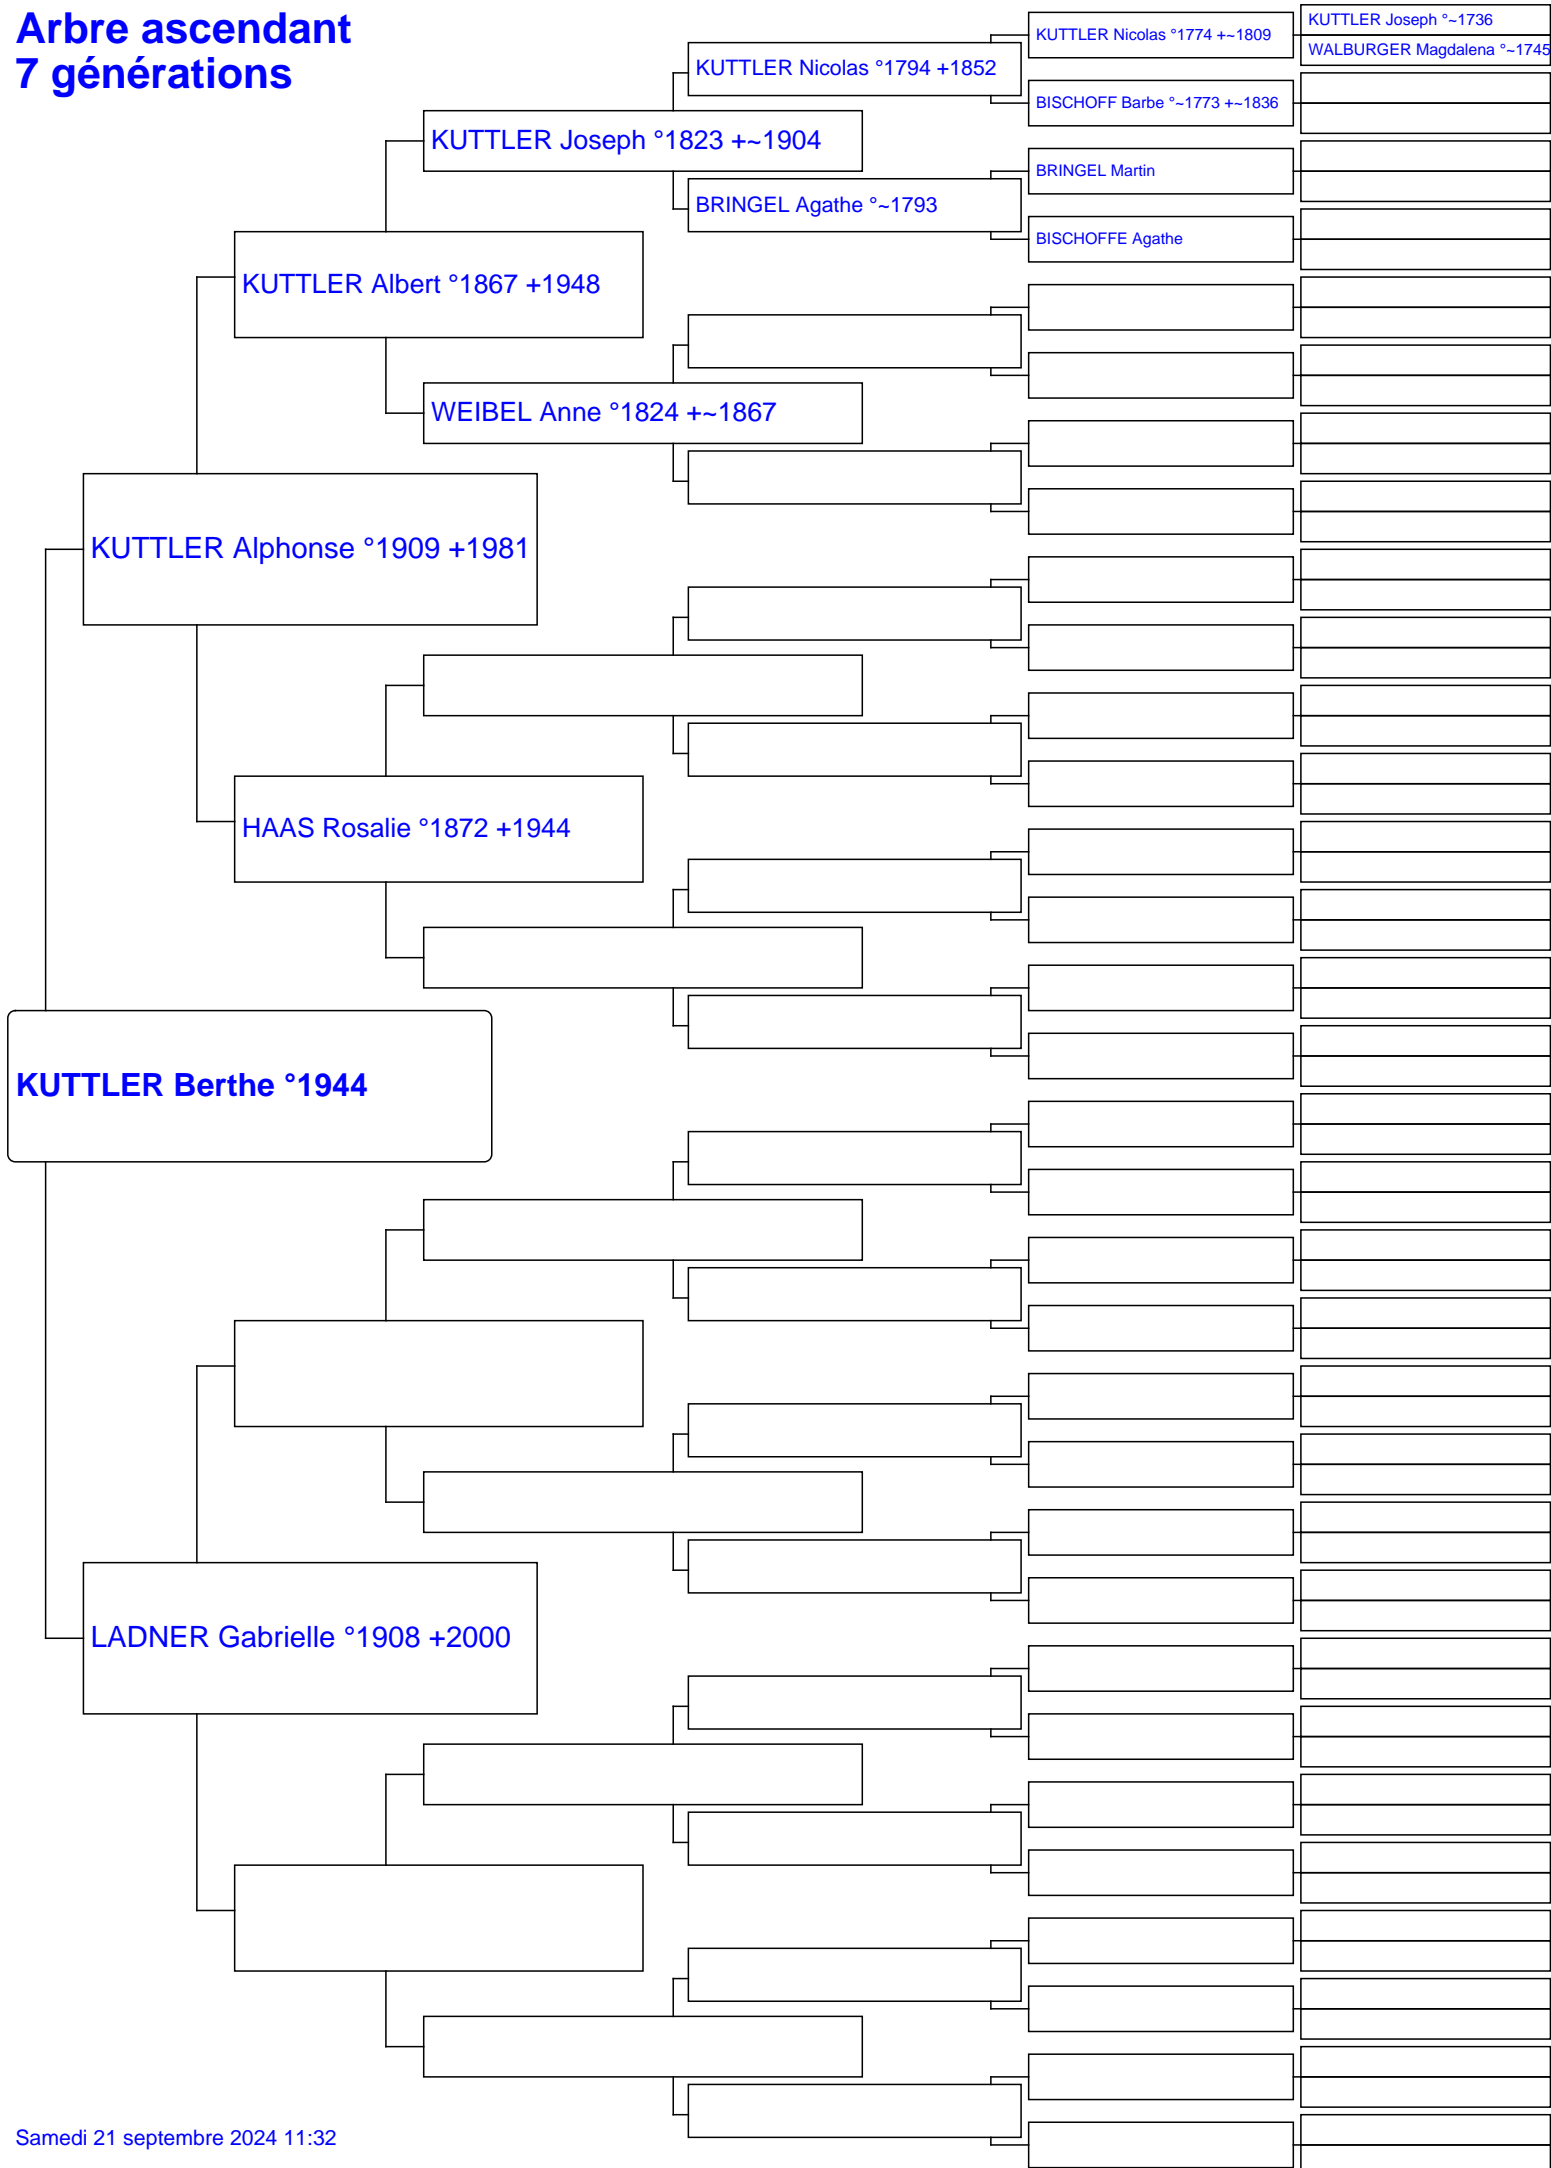 Arbre ascendant
7 générations
KUTTLER Joseph °~1736
KUTTLER Nicolas °1774 +~1809
WALBURGER Magdalena °~1745
KUTTLER Nicolas °1794 +1852
BISCHOFF Barbe °~1773 +~1836
KUTTLER Joseph °1823 +~1904
BRINGEL Martin
BRINGEL Agathe °~1793
BISCHOFFE Agathe
KUTTLER Albert °1867 +1948
WEIBEL Anne °1824 +~1867
KUTTLER Alphonse °1909 +1981
HAAS Rosalie °1872 +1944
KUTTLER Berthe °1944
LADNER Gabrielle °1908 +2000
Samedi 21 septembre 2024 11:32